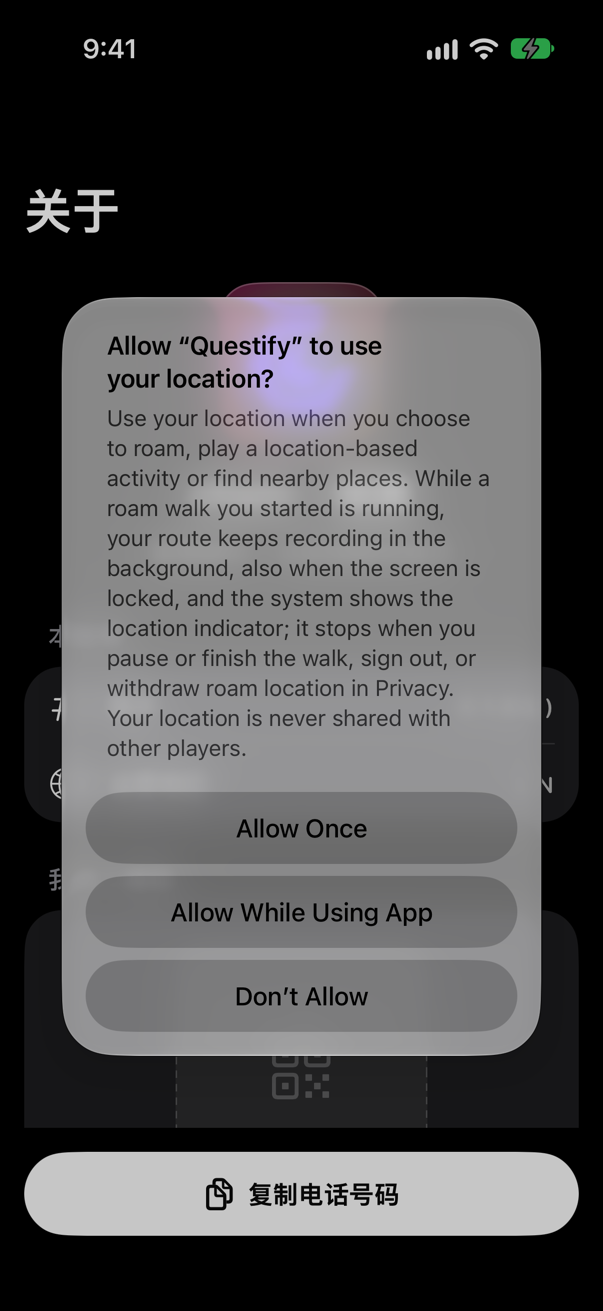 9:41
关于
Allow “Questify” to use
your location?
Use your location when you choose
to roam, play a location-based
activity or find nearby places. While a
roam walk you started is running,
your route keeps recording in the
background, also when the screen is
locked, and the system shows the
location indicator; it stops when you
pause or finish the walk, sign out, or
withdraw roam location in Privacy.
Your location is never shared with
other players.
Allow Once
Allow While Using App
Don’t Allow
复制电话号码